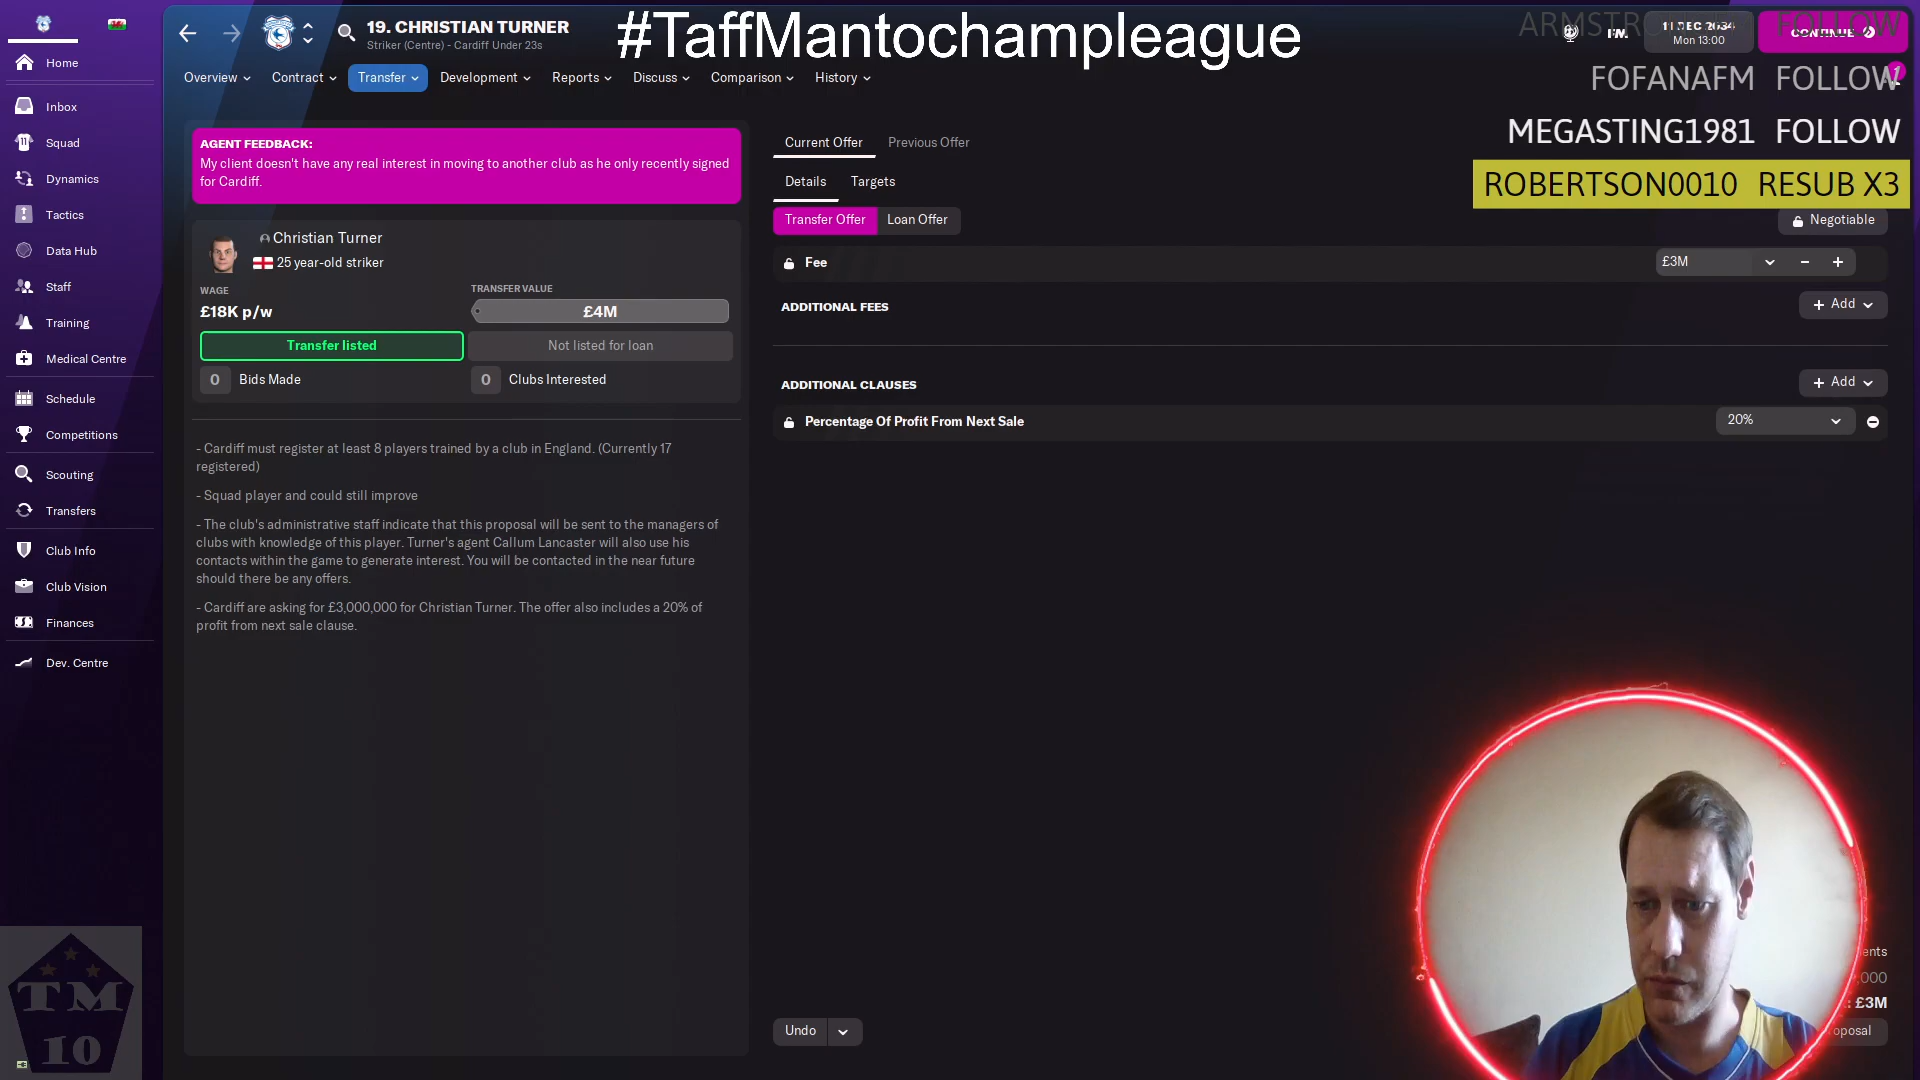 19. CHRISTIAN TURNER
Striker (Centre) - Cardiff Under 23s
#TaffMantochampleague
FM.
11 DEC 2034
Mon 13:00
CONTINUE
FOLLOW
FOFANAFM FOLLOW
1
MEGASTING1981 FOLLOW
ROBERTSON0010 RESUB X3
Home
Inbox
Squad
Dynamics
Tactics
Data Hub
Staff
Training
Medical Centre
Schedule
Competitions
Scouting
Transfers
Club Info
Club Vision
Finances
Dev. Centre
TM
10
Overview
Contract
Transfer
Development
Reports
Discuss
Comparison
History
AGENT FEEDBACK:
My client doesn't have any real interest in moving to another club as he only recently signed
for Cardiff.
Christian Turner
25 year-old striker
WAGE
£18K p/w
TRANSFER VALUE
£4M
Transfer listed
Not listed for loan
0 Bids Made
0 Clubs Interested
- Cardiff must register at least 8 players trained by a club in England. (Currently 17
registered)
- Squad player and could still improve
- The club's administrative staff indicate that this proposal will be sent to the managers of
clubs with knowledge of this player. Turner's agent Callum Lancaster will also use his
contacts within the game to generate interest. You will be contacted in the near future
should there be any offers.
- Cardiff are asking for £3,000,000 for Christian Turner. The offer also includes a 20% of
profit from next sale clause.
Current Offer
Previous Offer
Details
Targets
Transfer Offer
Loan Offer
Negotiable
Fee
£3M
ADDITIONAL FEES
Add
ADDITIONAL CLAUSES
Add
Percentage Of Profit From Next Sale
20%
Undo
: £3M